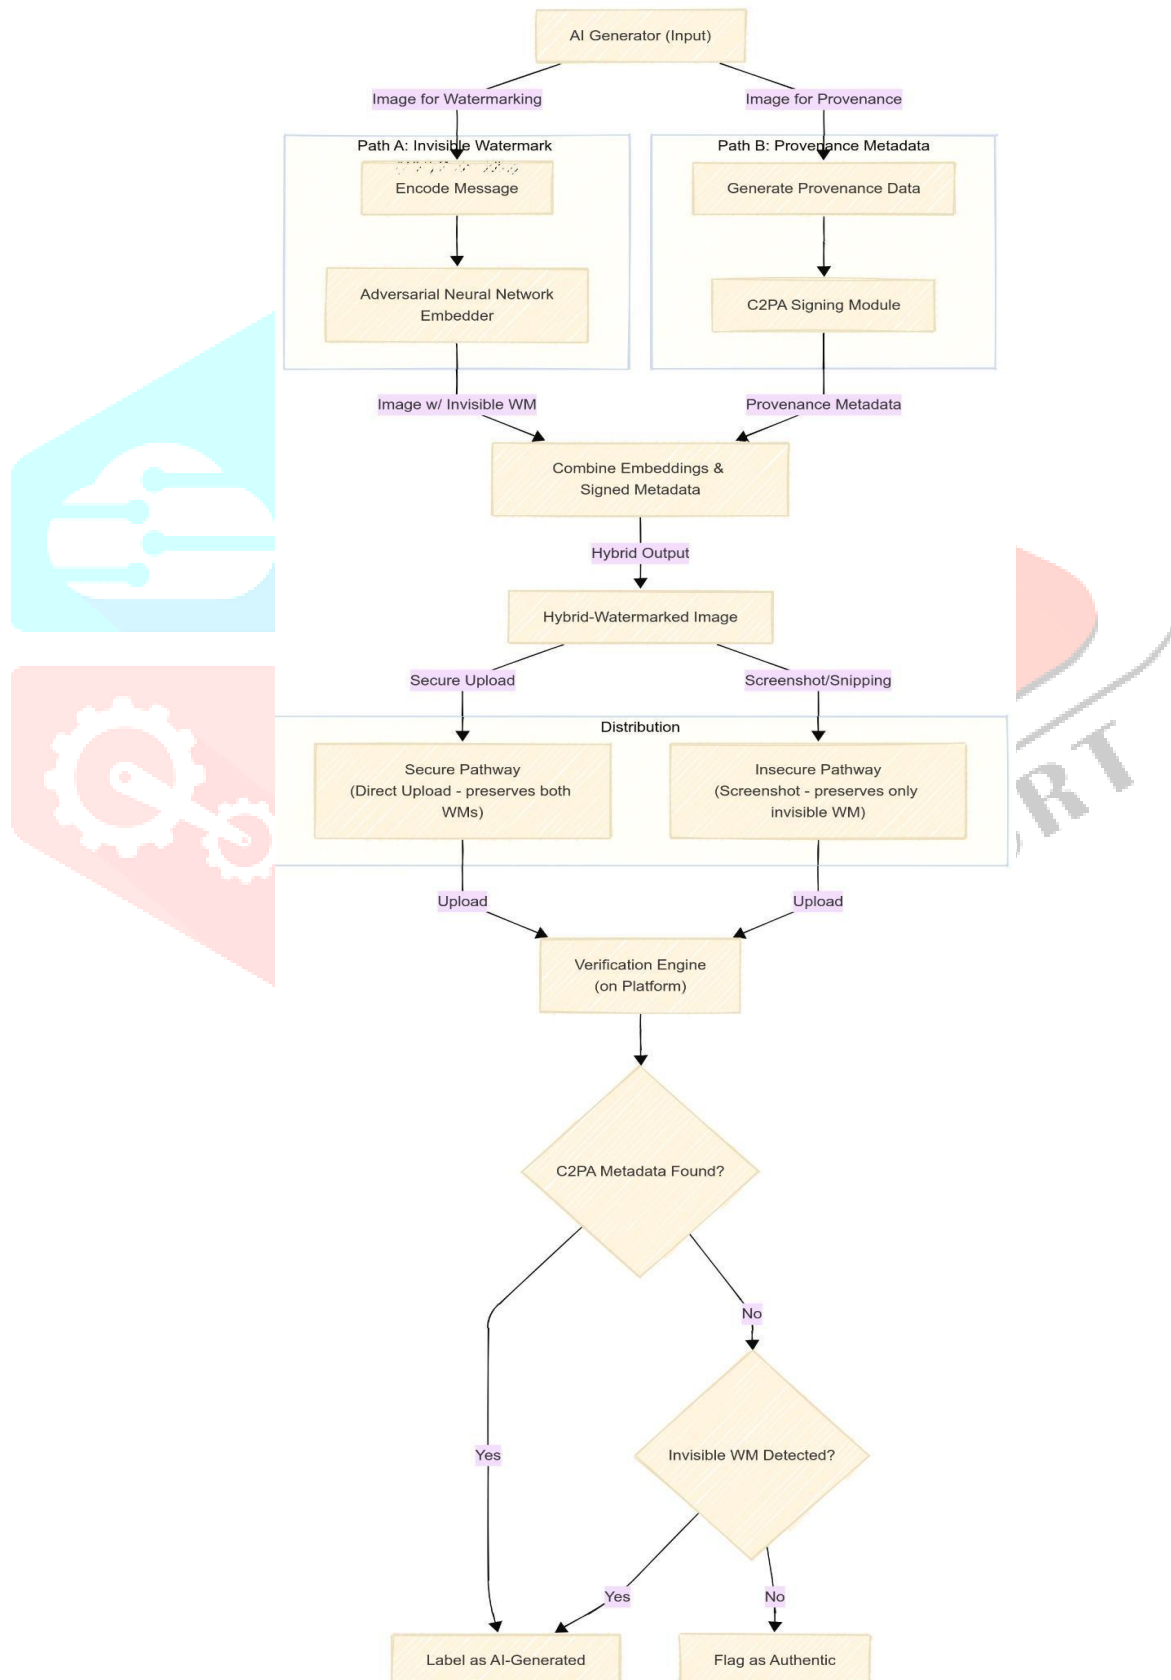 AI Generator (Input)
Image for Watermarking
Image for Provenance
Path A: Invisible Watermark
Path B: Provenance Metadata
Encode Message
Generate Provenance Data
Adversarial Neural Network
Embedder
C2PA Signing Module
Image w/ Invisible WM
Provenance Metadata
Combine Embeddings &
Signed Metadata
Hybrid Output
Hybrid-Watermarked Image
Secure Upload
Screenshot/Snipping
Distribution
Secure Pathway
(Direct Upload - preserves both
WMs)
Insecure Pathway
(Screenshot - preserves only
invisible WM)
Upload
Upload
Verification Engine
(on Platform)
C2PA Metadata Found?
No
Yes
Invisible WM Detected?
Yes
No
Label as AI-Generated
Flag as Authentic